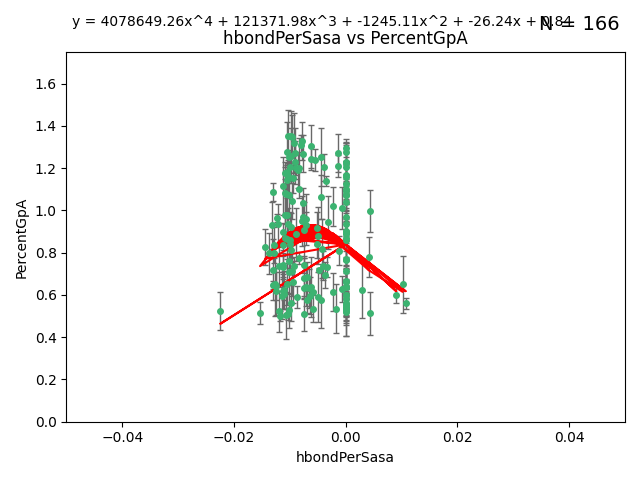 y = 4078649.26x^4 + 121371.98x^3 + -1245.11x^2 + -26.24x + 0.84
N = 166
hbondPerSasa vs PercentGpA
1.6
1.4
1.2
1.0
0.8
0.6
0.4
0.2
0.0
PercentGpA
−0.04
−0.02
0.00
0.02
0.04
hbondPerSasa